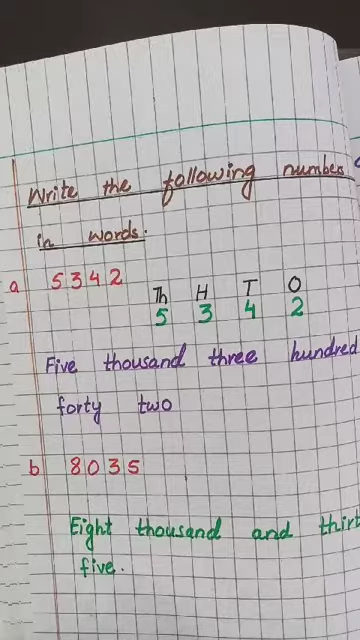 Write the following number
in words.
a 5342
Th H T O
5 3 4 2
Five thousand three hundred
forty two
b 8035
Eight thousand and thirt
five.